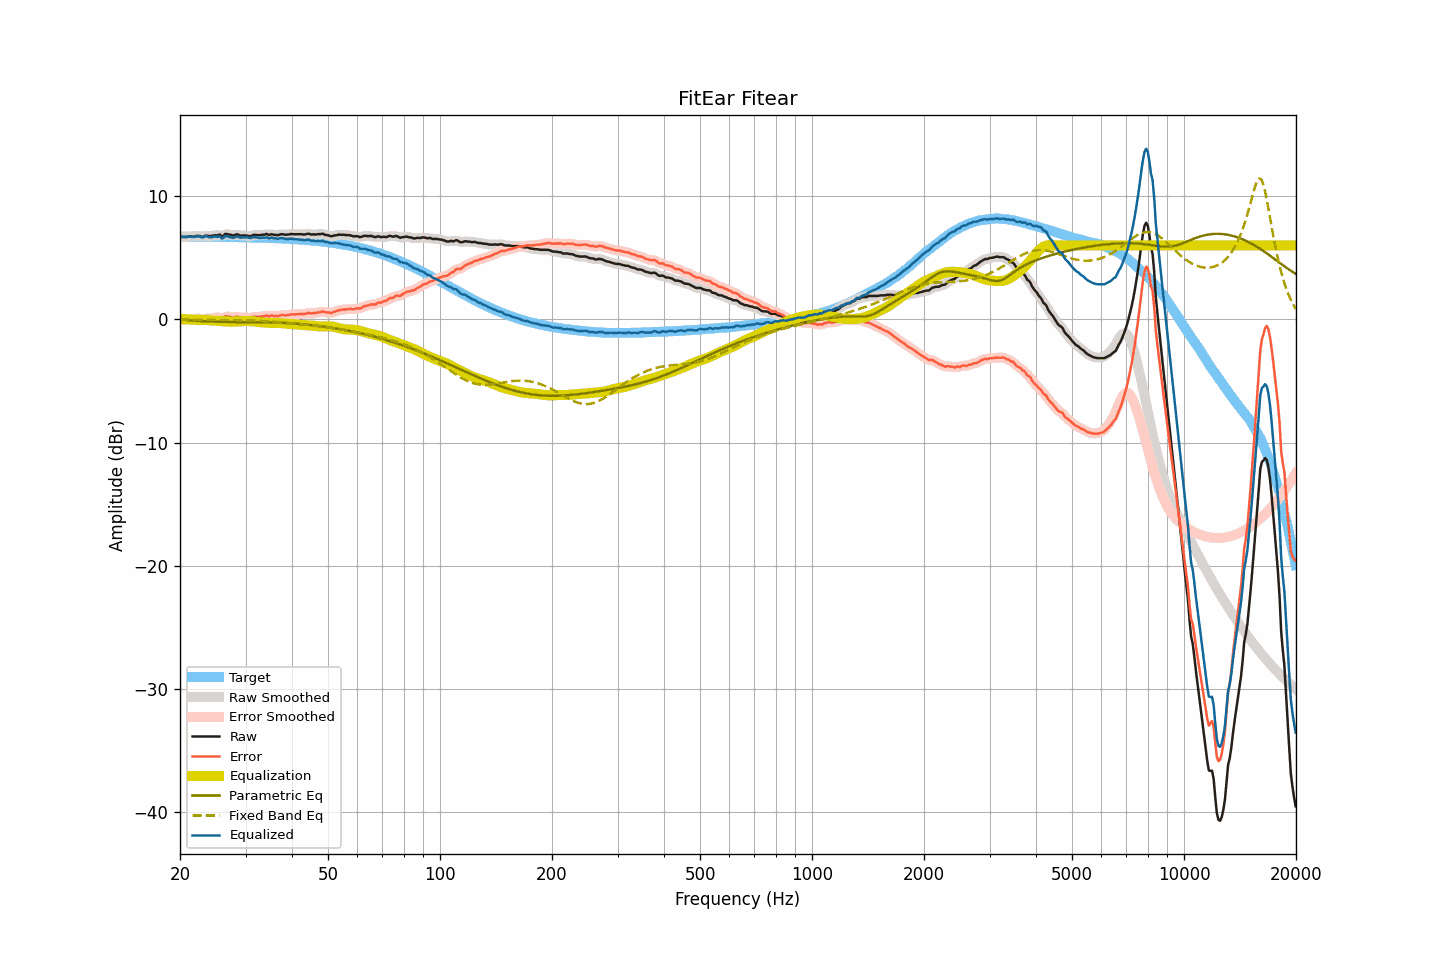 FitEar Fitear
10
0
−10
−20
−30
−40
Amplitude (dBr)
Target
Raw Smoothed
Error Smoothed
Raw
Error
Equalization
Parametric Eq
Fixed Band Eq
Equalized
20 50 100 200 500 1000 2000 5000 10000 20000
Frequency (Hz)